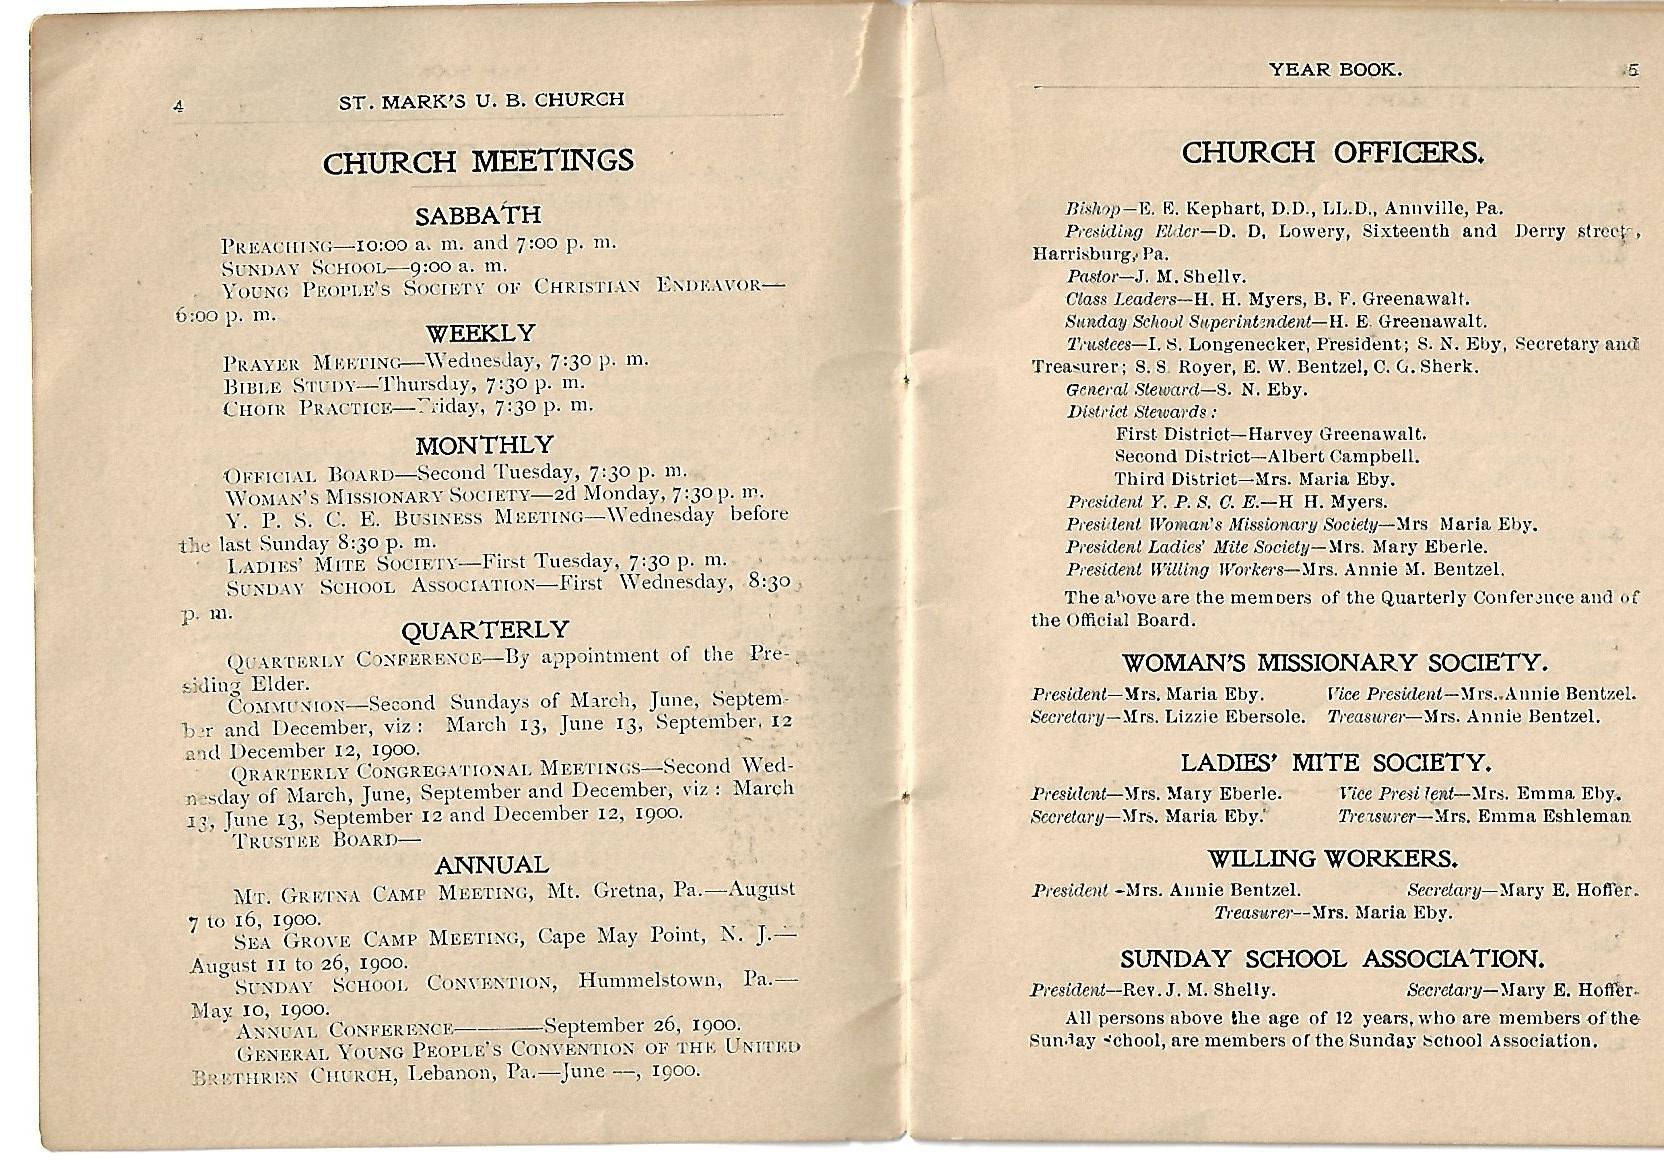 4
ST. MARK'S U. B. CHURCH
CHURCH MEETINGS
SABBATH
PREACHING—10:00 a. m. and 7:00 p. m.
SUNDAY SCHOOL—9:00 a. m.
YOUNG PEOPLE'S SOCIETY OF CHRISTIAN ENDEAVOR—
6:00 p. m.
WEEKLY
PRAYER MEETING—Wednesday, 7:30 p. m.
BIBLE STUDY—Thursday, 7:30 p. m.
CHOIR PRACTICE—Friday, 7:30 p. m.
MONTHLY
OFFICIAL BOARD—Second Tuesday, 7:30 p. m.
WOMAN'S MISSIONARY SOCIETY—2d Monday, 7:30 p. m.
Y. P. S. C. E. BUSINESS MEETING—Wednesday before
the last Sunday 8:30 p. m.
LADIES' MITE SOCIETY—First Tuesday, 7:30 p. m.
SUNDAY SCHOOL ASSOCIATION—First Wednesday, 8:30
p. m.
QUARTERLY
QUARTERLY CONFERENCE—By appointment of the Pre-
siding Elder.
COMMUNION—Second Sundays of March, June, Septem-
ber and December, viz : March 13, June 13, September, 12
and December 12, 1900.
QRARTERLY CONGREGATIONAL MEETINGS—Second Wed-
nesday of March, June, September and December, viz : March
13, June 13, September 12 and December 12, 1900.
TRUSTEE BOARD—
ANNUAL
MT. GRETNA CAMP MEETING, Mt. Gretna, Pa.—August
7 to 16, 1900.
SEA GROVE CAMP MEETING, Cape May Point, N. J.—
August 11 to 26, 1900.
SUNDAY SCHOOL CONVENTION, Hummelstown, Pa.—
May 10, 1900.
ANNUAL CONFERENCE————September 26, 1900.
GENERAL YOUNG PEOPLE'S CONVENTION OF THE UNITED
BRETHREN CHURCH, Lebanon, Pa.—June —, 1900.
YEAR BOOK.
5
CHURCH OFFICERS.
Bishop—E. E. Kephart, D.D., LL.D., Annville, Pa.
Presiding Elder—D. D, Lowery, Sixteenth and Derry street,
Harrisburg, Pa.
Pastor—J. M. Shelly.
Class Leaders—H. H. Myers, B. F. Greenawalt.
Sunday School Superintendent—H. E. Greenawalt.
Trustees—I. S. Longenecker, President; S. N. Eby, Secretary and
Treasurer; S. S. Royer, E. W. Bentzel, C. G. Sherk.
General Steward—S. N. Eby.
District Stewards :
First District—Harvey Greenawalt.
Second District—Albert Campbell.
Third District—Mrs. Maria Eby.
President Y. P. S. C. E.—H H. Myers.
President Woman's Missionary Society—Mrs Maria Eby.
President Ladies' Mite Society—Mrs. Mary Eberle.
President Willing Workers—Mrs. Annie M. Bentzel.
The above are the members of the Quarterly Conference and of
the Official Board.
WOMAN'S MISSIONARY SOCIETY.
President—Mrs. Maria Eby. Vice President—Mrs. Annie Bentzel.
Secretary—Mrs. Lizzie Ebersole. Treasurer—Mrs. Annie Bentzel.
LADIES' MITE SOCIETY.
President—Mrs. Mary Eberle. Vice President—Mrs. Emma Eby.
Secretary—Mrs. Maria Eby. Treasurer—Mrs. Emma Eshleman
WILLING WORKERS.
President -Mrs. Annie Bentzel. Secretary—Mary E. Hoffer.
Treasurer--Mrs. Maria Eby.
SUNDAY SCHOOL ASSOCIATION.
President—Rev. J. M. Shelly. Secretary—Mary E. Hoffer-
All persons above the age of 12 years, who are members of the
Sunday School, are members of the Sunday School Association.